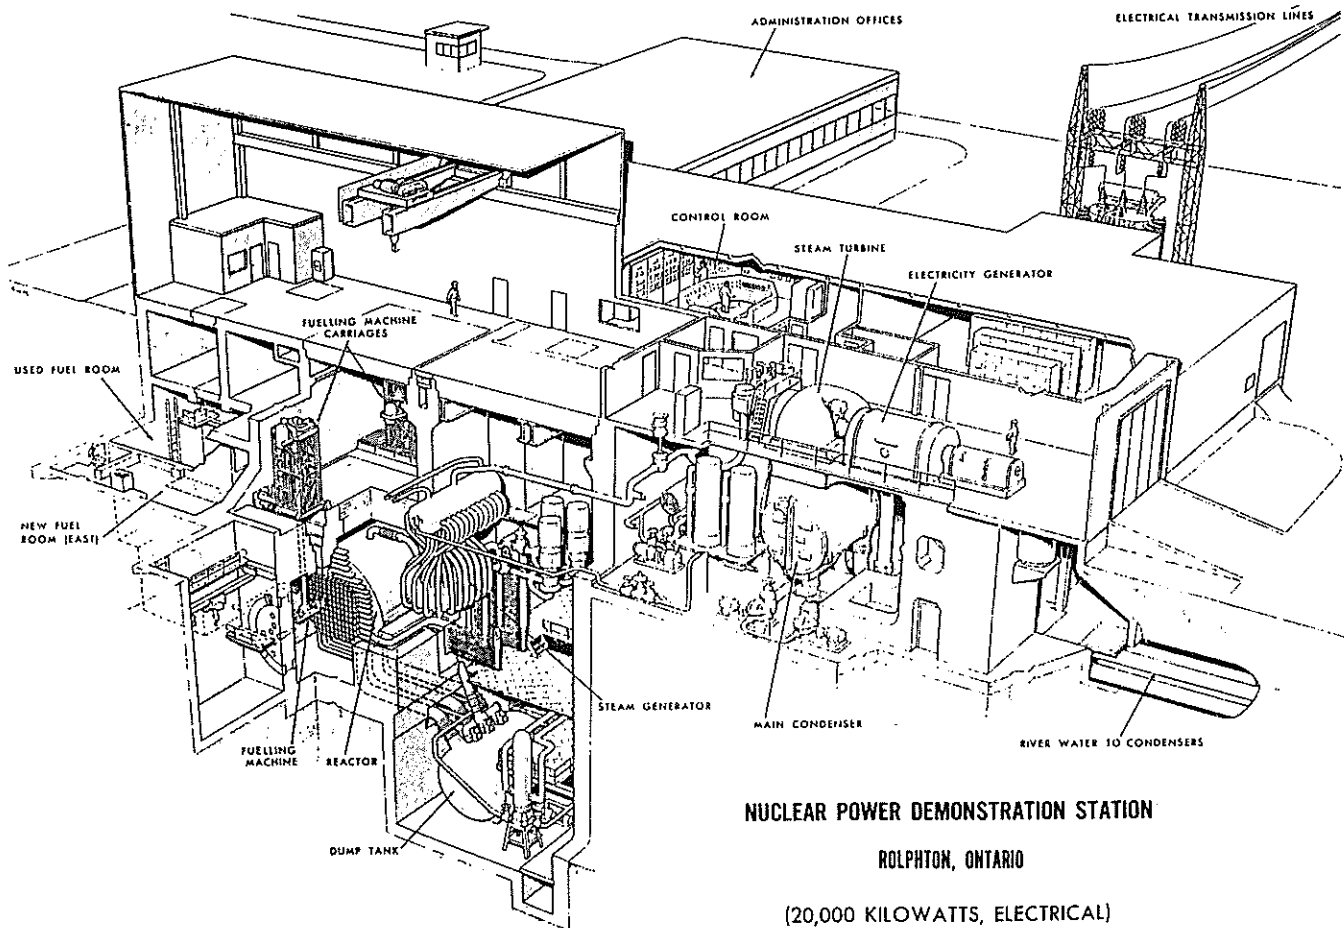 ADMINISTRATION OFFICES
ELECTRICAL TRANSMISSION LINES
CONTROL ROOM
STEAM TURBINE
ELECTRICITY GENERATOR
FUELLING MACHINE
CARRIAGES
USED FUEL ROOM
NEW FUEL
ROOM (EAST)
STEAM GENERATOR
MAIN CONDENSER
RIVER WATER TO CONDENSERS
FUELLING
MACHINE
REACTOR
DUMP TANK
NUCLEAR POWER DEMONSTRATION STATION
ROLPHTON, ONTARIO
(20,000 KILOWATTS, ELECTRICAL)